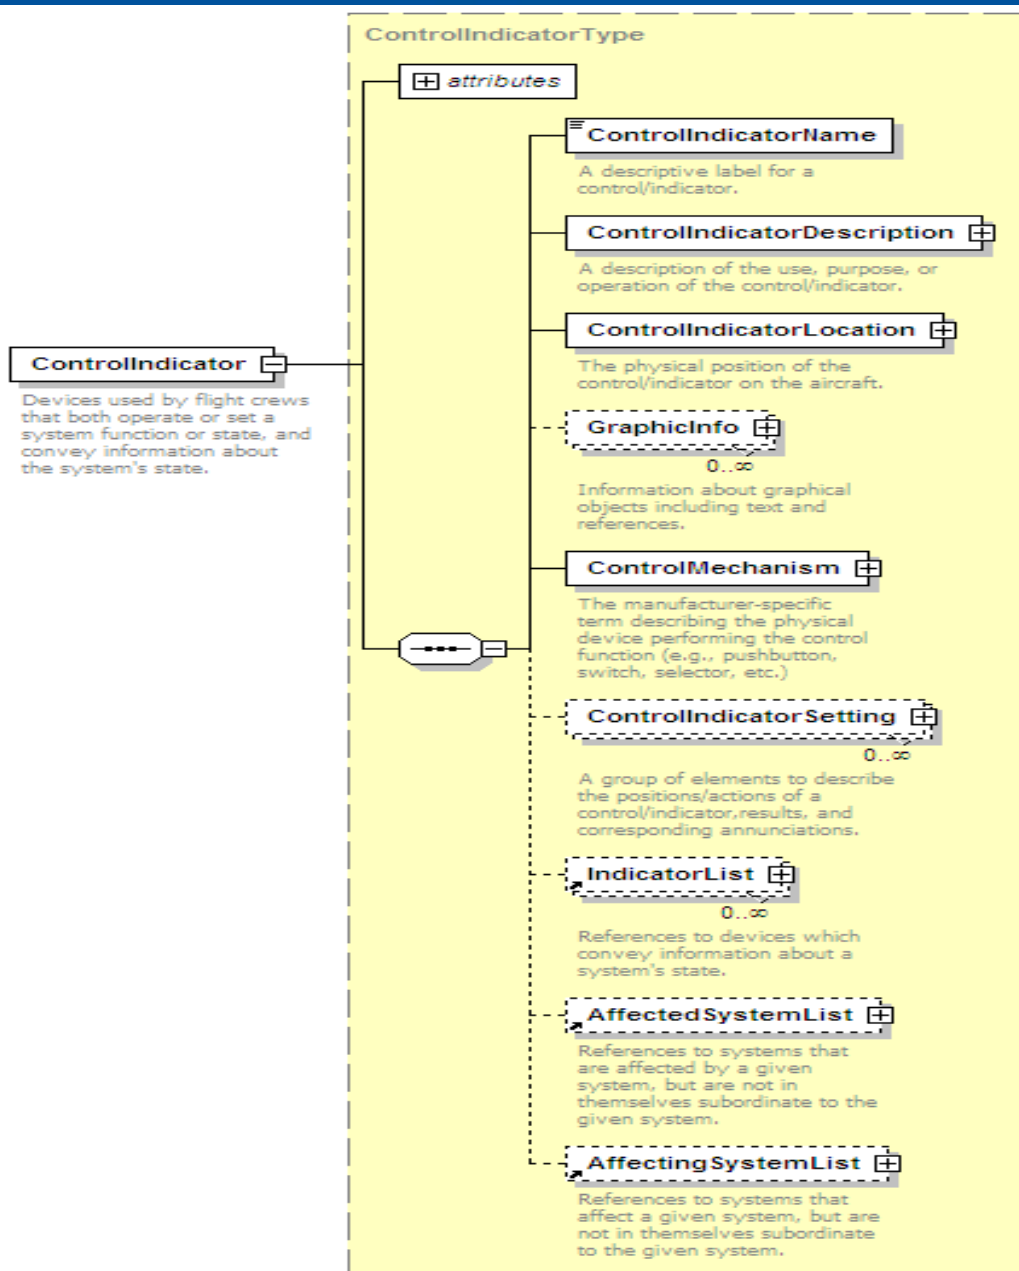 ControlIndicatorType
attributes
ControlIndicatorName
A descriptive label for a
control/indicator.
ControlIndicatorDescription
A description of the use, purpose, or
operation of the control/indicator.
ControlIndicatorLocation
The physical position of the
control/indicator on the aircraft.
ControlIndicator
Devices used by flight crews
that both operate or set a
system function or state, and
convey information about
the system's state.
GraphicInfo
0..∞
Information about graphical
objects including text and
references.
ControlMechanism
The manufacturer-specific
term describing the physical
device performing the control
function (e.g., pushbutton,
switch, selector, etc.)
ControlIndicatorSetting
0..∞
A group of elements to describe
the positions/actions of a
control/indicator,results, and
corresponding annunciations.
IndicatorList
0..∞
References to devices which
convey information about a
system's state.
AffectedSystemList
References to systems that
are affected by a given
system, but are not in
themselves subordinate to the
given system.
AffectingSystemList
References to systems that
affect a given system, but are
not in themselves subordinate
to the given system.